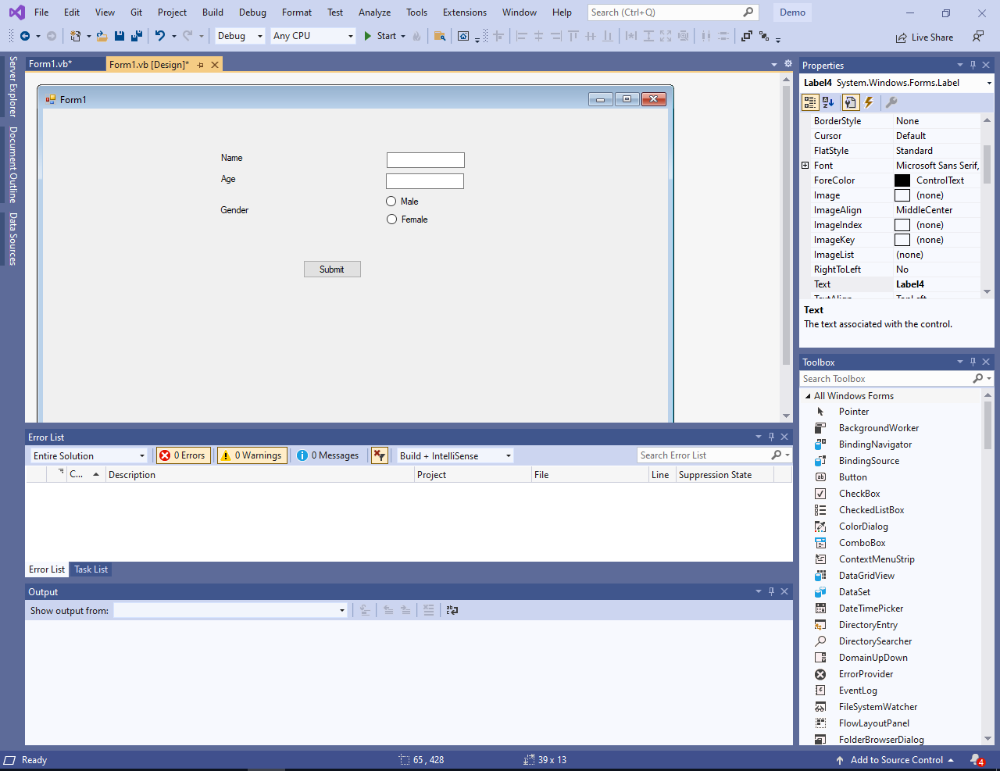 File Edit View Git Project Build Debug Format Test Analyze Tools Extensions Window Help Search (Ctrl+Q) Demo
Debug Any CPU Start Live Share
Form1.vb* Form1.vb [Design]*
Server Explorer
Document Outline
Data Sources
Form1
Name
Age
Gender
Male
Female
Submit
Properties
Label4 System.Windows.Forms.Label
BorderStyle None
Cursor Default
FlatStyle Standard
Font Microsoft Sans Serif,
ForeColor ControlText
Image (none)
ImageAlign MiddleCenter
ImageIndex (none)
ImageKey (none)
ImageList (none)
RightToLeft No
Text Label4
TextAlign TopLeft
Text
The text associated with the control.
Toolbox
Search Toolbox
All Windows Forms
Pointer
BackgroundWorker
BindingNavigator
BindingSource
Button
CheckBox
CheckedListBox
ColorDialog
ComboBox
ContextMenuStrip
DataGridView
DataSet
DateTimePicker
DirectoryEntry
DirectorySearcher
DomainUpDown
ErrorProvider
EventLog
FileSystemWatcher
FlowLayoutPanel
FolderBrowserDialog
Error List
Entire Solution 0 Errors 0 Warnings 0 Messages Build + IntelliSense Search Error List
C... Description Project File Line Suppression State
Error List Task List
Output
Show output from:
Ready 65 , 428 39 x 13 Add to Source Control 4